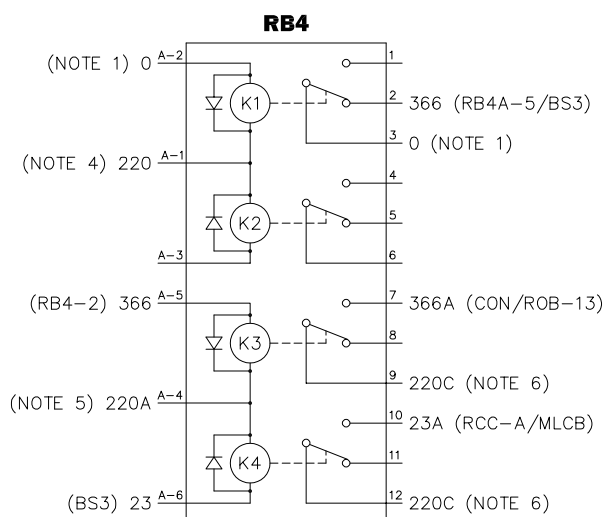 RB4
(NOTE 1) 0 A-2
1
K1
2 366 (RB4A-5/BS3)
3 0 (NOTE 1)
(NOTE 4) 220 A-1
4
K2
5
A-3
6
(RB4-2) 366 A-5
7 366A (CON/ROB-13)
K3
8
9 220C (NOTE 6)
(NOTE 5) 220A A-4
10 23A (RCC-A/MLCB)
K4
11
(BS3) 23 A-6
12 220C (NOTE 6)